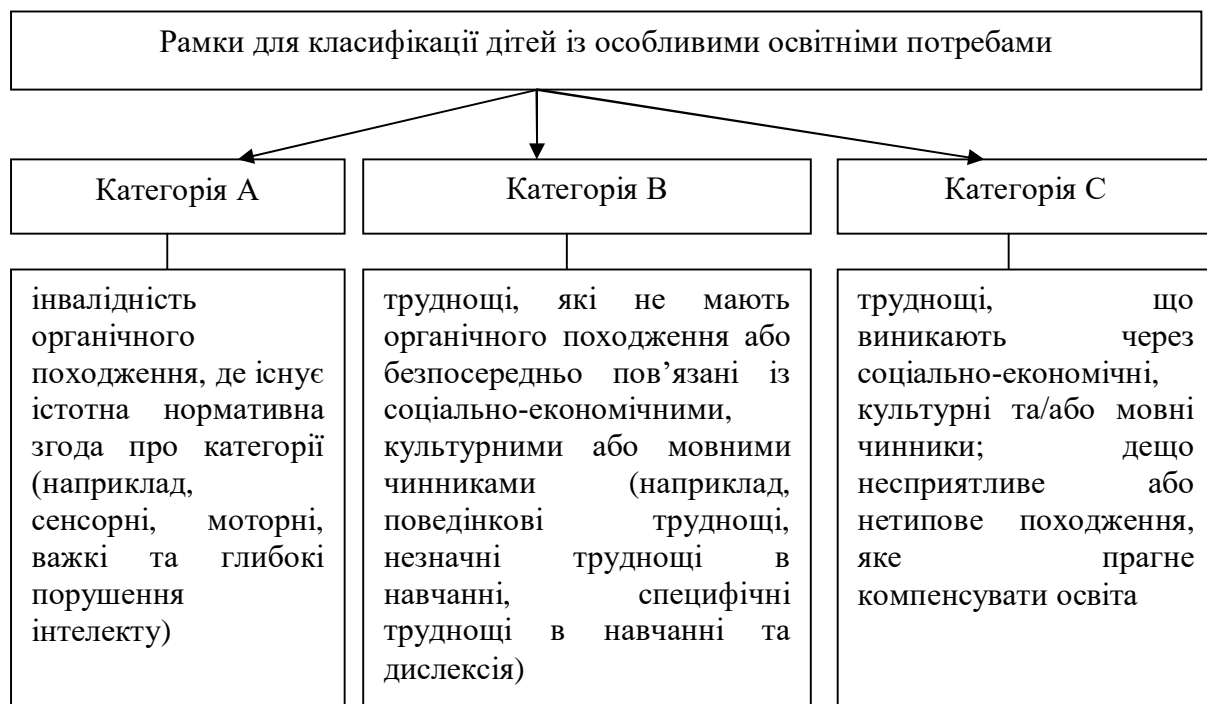 Рамки для класифікації дітей із особливими освітніми потребами
Категорія А
Категорія В
Категорія С
інвалідність
органічного
походження, де існує
істотна нормативна
згода про категорії
(наприклад,
сенсорні, моторні,
важкі та глибокі
порушення
інтелекту)
труднощі, які не мають
органічного походження або
безпосередньо пов’язані із
соціально-економічними,
культурними або мовними
чинниками (наприклад,
поведінкові труднощі,
незначні труднощі в
навчанні, специфічні
труднощі в навчанні та
дислексія)
труднощі, що
виникають через
соціально-економічні,
культурні та/або мовні
чинники; дещо
несприятливе або
нетипове походження,
яке прагне
компенсувати освіта